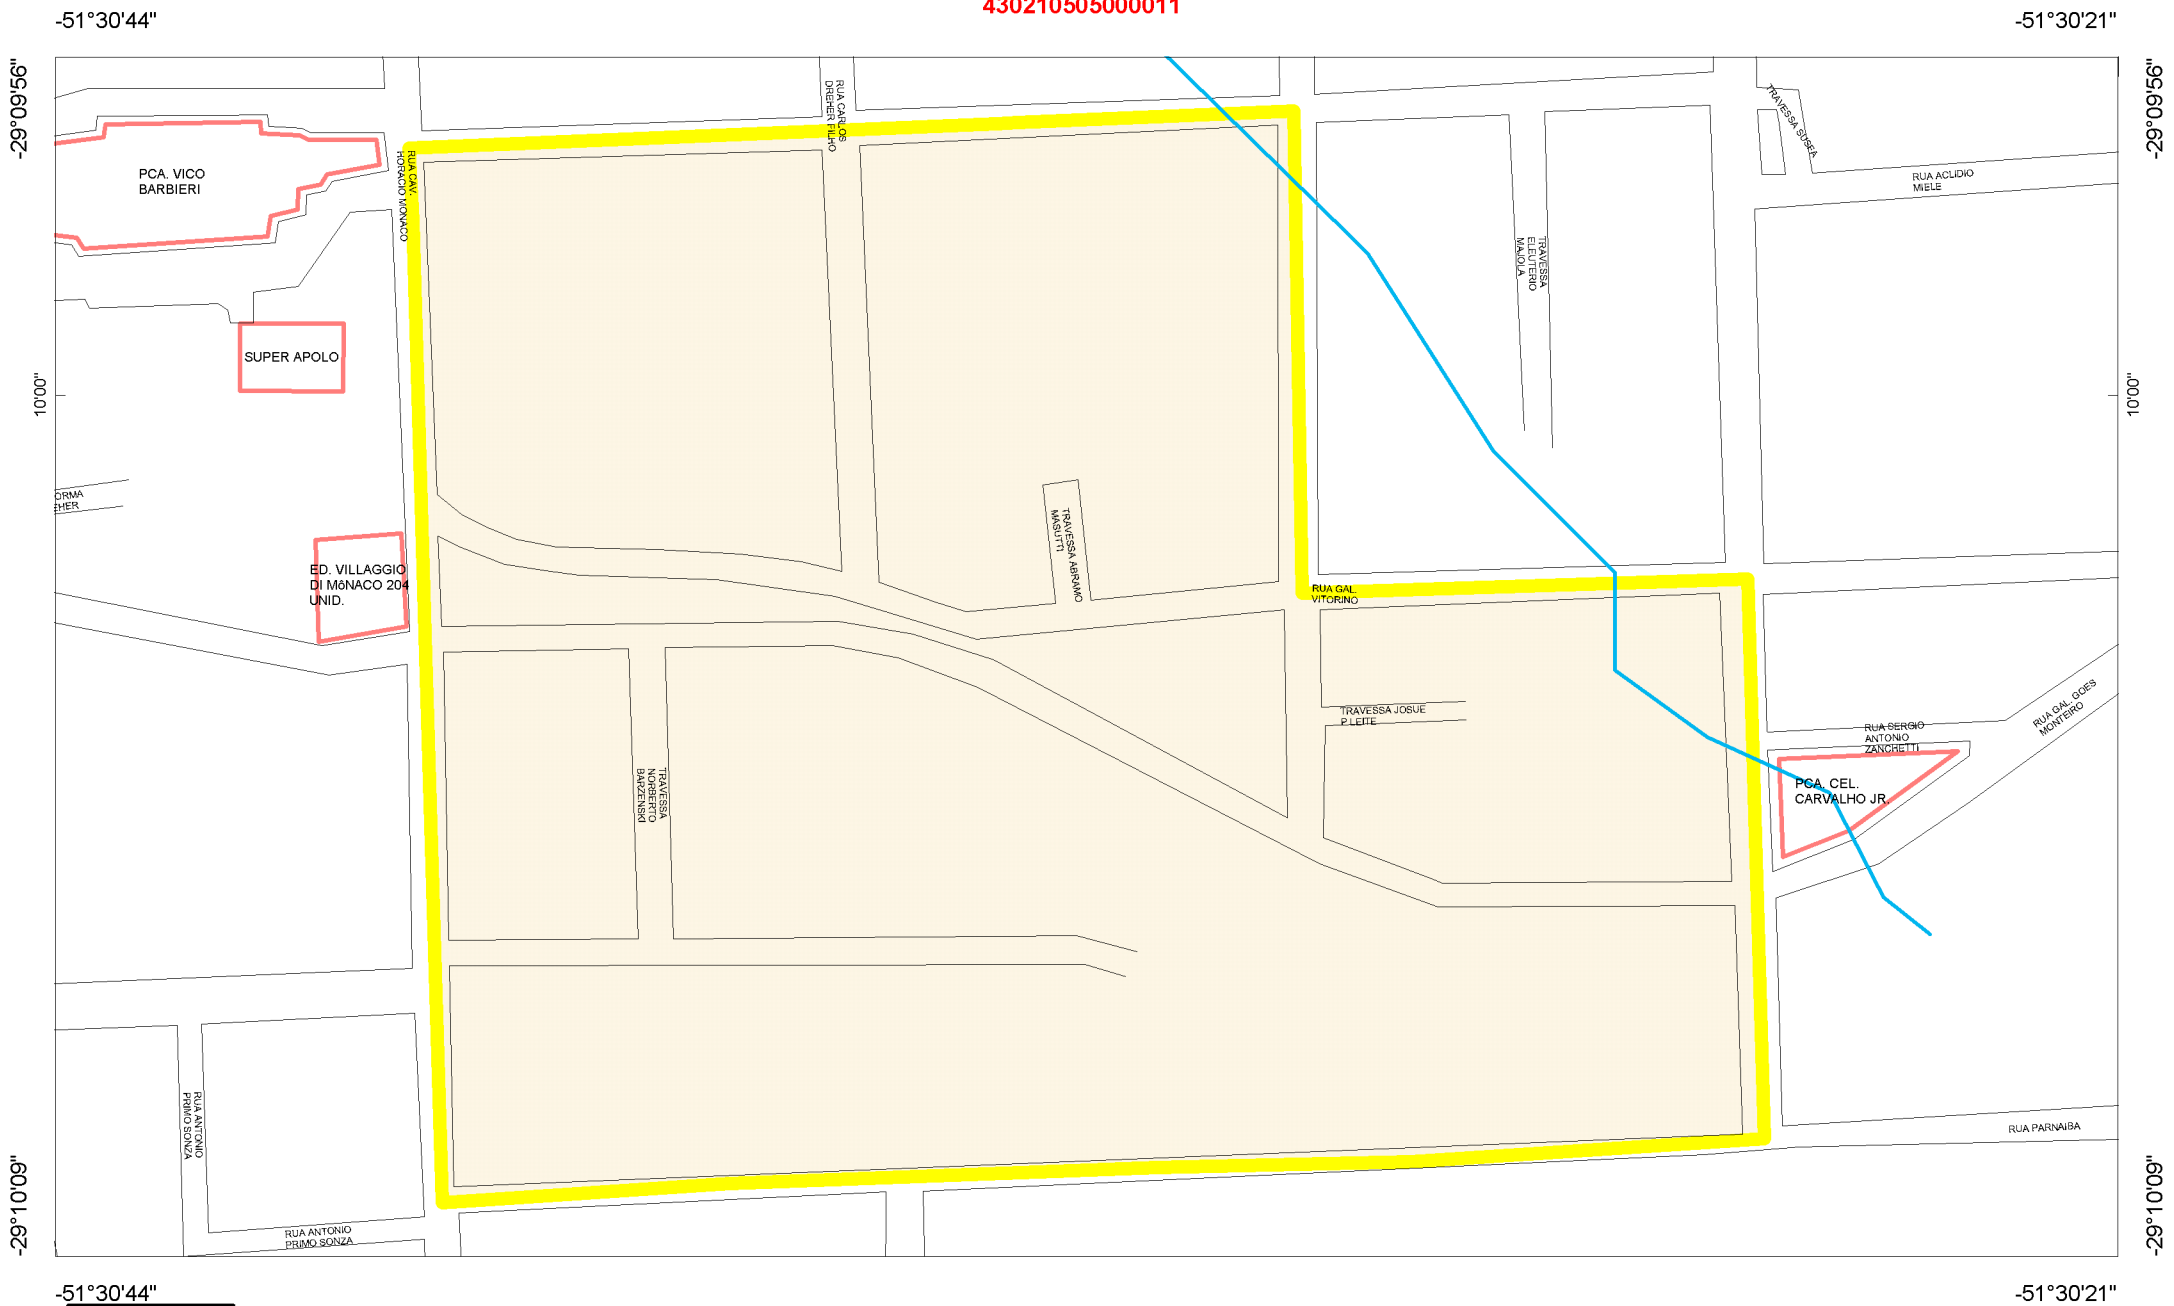 430210505000011
-51°30'44"
-51°30'21"
-29°09'56"
-29°09'56"
RUA CARLOS
DREHER FILHO
TRAVESSA SUSFA
PCA. VICO
BARBIERI
RUA CAV.
HORACIO MONACO
RUA ACLIDIO
MIELE
TRAVESSA
ELEUTERIO
MAJOLA
SUPER APOLO
10'00"
10'00"
ORMA
EHER
TRAVESSA ABRAMO
MASUTTI
ED. VILLAGGIO
DI MôNACO 204
UNID.
RUA GAL.
VITORINO
TRAVESSA JOSUE
P.LEITE
RUA GAL. GOES
MONTEIRO
RUA SERGIO
ANTONIO
ZANCHETTI
TRAVESSA
NORBERTO
BARZENSKI
PCA. CEL.
CARVALHO JR.
RUA ANTONIO
PRIMO SONZA
RUA PARNAIBA
-29°10'09"
-29°10'09"
RUA ANTONIO
PRIMO SONZA
-51°30'44"
-51°30'21"